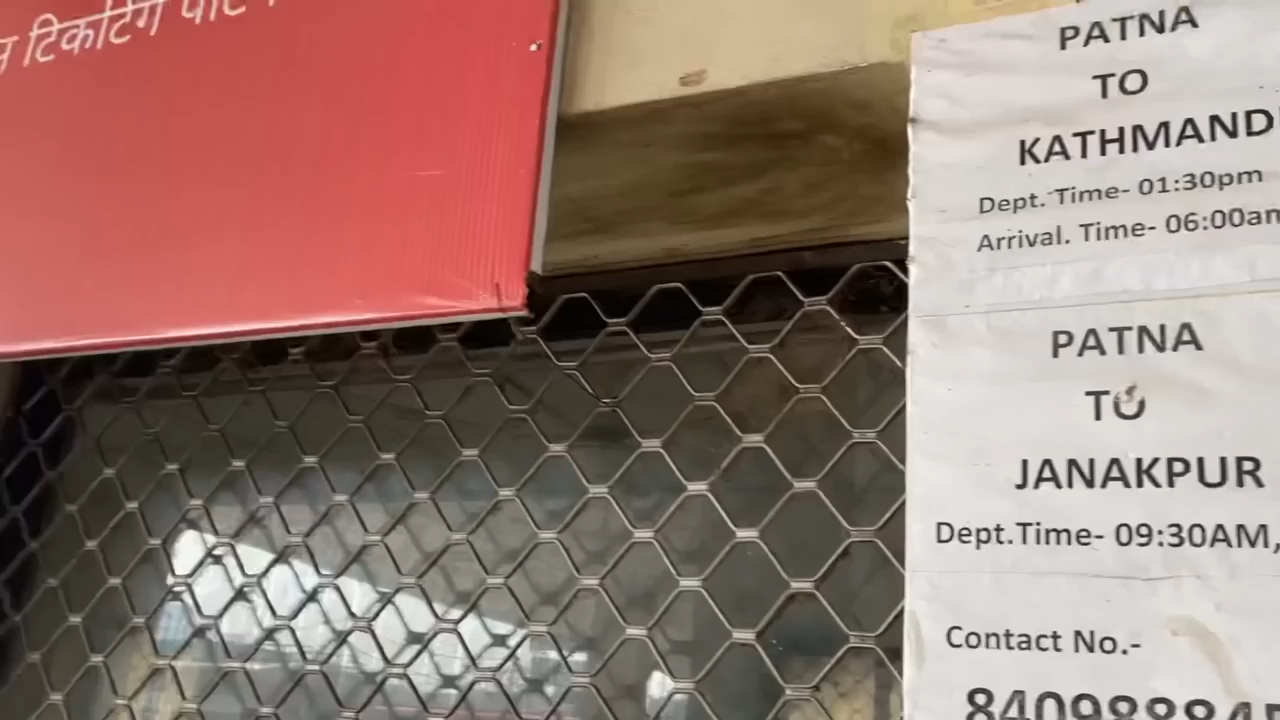 टिकटिंग
PATNA
TO
KATHMAND
Dept. Time- 01:30pm
Arrival. Time- 06:00am
PATNA
TO
JANAKPUR
Dept.Time- 09:30AM,
Contact No.-